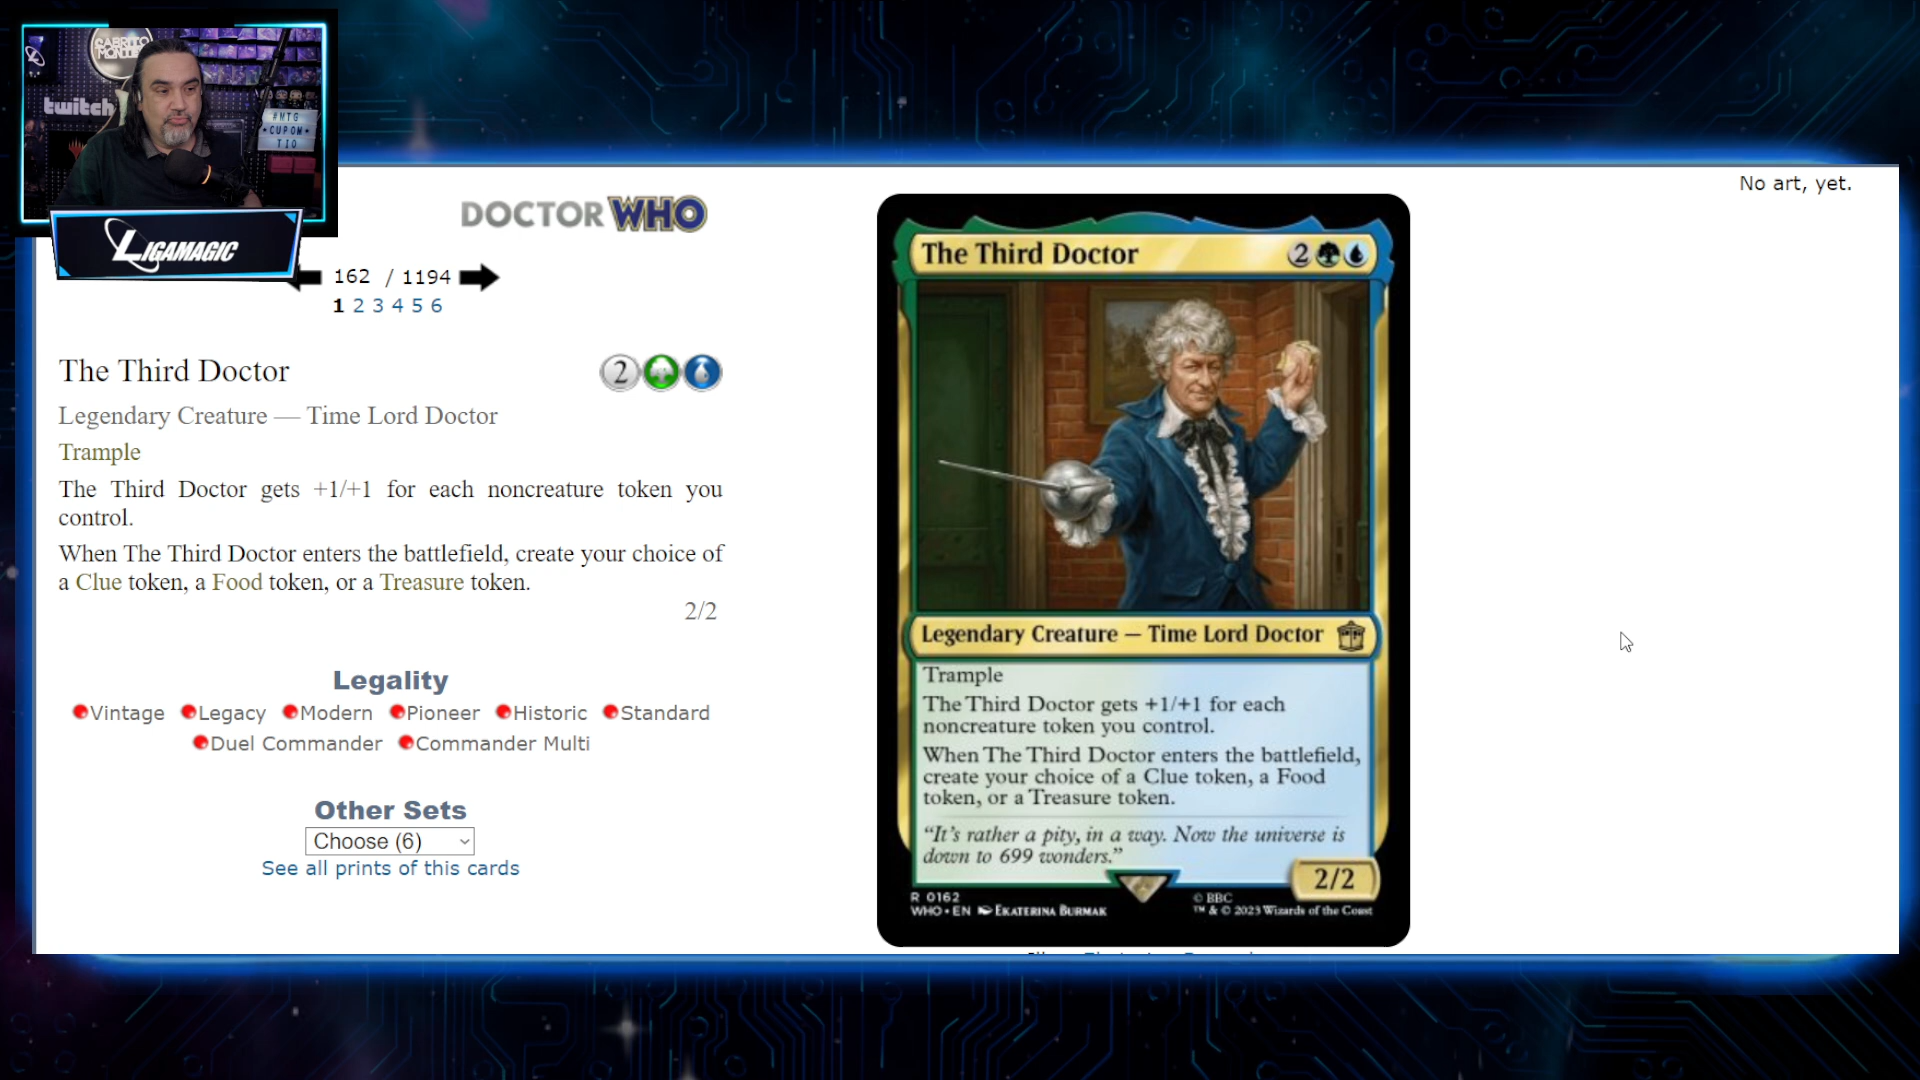 GABRITO
twitch
#MTG
•CUPOM•
TIO
LIGAMAGIC
DOCTOR WHO
No art, yet.
162 / 1194
1 2 3 4 5 6
The Third Doctor
2
Legendary Creature — Time Lord Doctor
Trample
The Third Doctor gets +1/+1 for each noncreature token you
control.
When The Third Doctor enters the battlefield, create your choice of
a Clue token, a Food token, or a Treasure token.
2/2
Legality
Vintage Legacy Modern Pioneer Historic Standard
Duel Commander Commander Multi
Other Sets
Choose (6)
See all prints of this cards
The Third Doctor 2
Legendary Creature — Time Lord Doctor
Trample
The Third Doctor gets +1/+1 for each
noncreature token you control.
When The Third Doctor enters the battlefield,
create your choice of a Clue token, a Food
token, or a Treasure token.
“It’s rather a pity, in a way. Now the universe is
down to 699 wonders.”
2/2
R 0162
WHO • EN EKATERINA BURMAK
© BBC
™ & © 2023 Wizards of the Coast